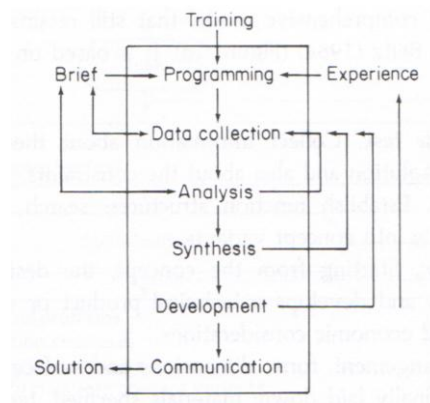 Training
Brief Programming Experience
Data collection
Analysis
Synthesis
Development
Solution Communication